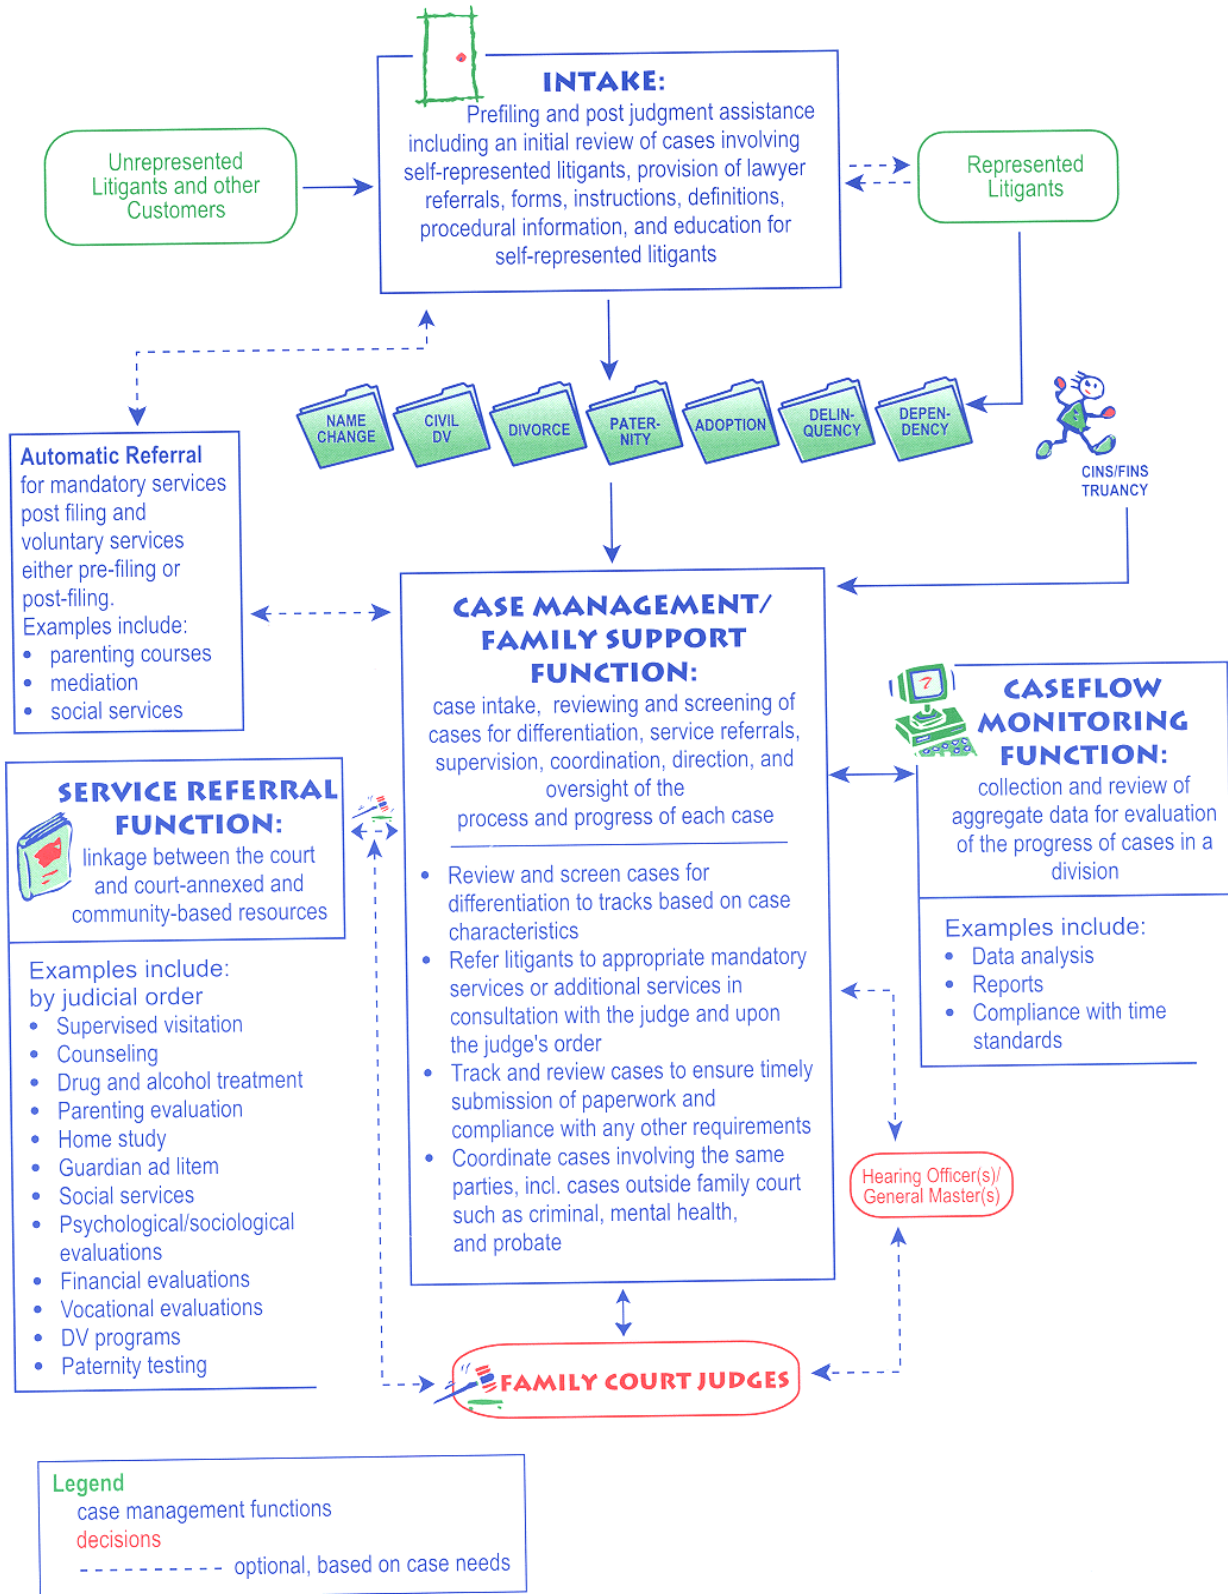 INTAKE:
Prefiling and post judgment assistance
including an initial review of cases involving
self-represented litigants, provision of lawyer
referrals, forms, instructions, definitions,
procedural information, and education for
self-represented litigants
Unrepresented
Litigants and other
Customers
Represented
Litigants
NAME
CHANGE
CIVIL
DV
DIVORCE
PATER-
NITY
ADOPTION
DELIN-
QUENCY
DEPEN-
DENCY
CINS/FINS
TRUANCY
Automatic Referral
for mandatory services
post filing and
voluntary services
either pre-filing or
post-filing.
Examples include:
• parenting courses
• mediation
• social services
CASE MANAGEMENT/
FAMILY SUPPORT
FUNCTION:
case intake, reviewing and screening of
cases for differentiation, service referrals,
supervision, coordination, direction, and
oversight of the
process and progress of each case
• Review and screen cases for
differentiation to tracks based on case
characteristics
• Refer litigants to appropriate mandatory
services or additional services in
consultation with the judge and upon
the judge's order
• Track and review cases to ensure timely
submission of paperwork and
compliance with any other requirements
• Coordinate cases involving the same
parties, incl. cases outside family court
such as criminal, mental health,
and probate
?
CASEFLOW
MONITORING
FUNCTION:
collection and review of
aggregate data for evaluation
of the progress of cases in a
division
Examples include:
• Data analysis
• Reports
• Compliance with time
standards
SERVICE REFERRAL
FUNCTION:
linkage between the court
and court-annexed and
community-based resources
Examples include:
by judicial order
• Supervised visitation
• Counseling
• Drug and alcohol treatment
• Parenting evaluation
• Home study
• Guardian ad litem
• Social services
• Psychological/sociological
evaluations
• Financial evaluations
• Vocational evaluations
• DV programs
• Paternity testing
Hearing Officer(s)/
General Master(s)
FAMILY COURT JUDGES
Legend
case management functions
decisions
---------- optional, based on case needs